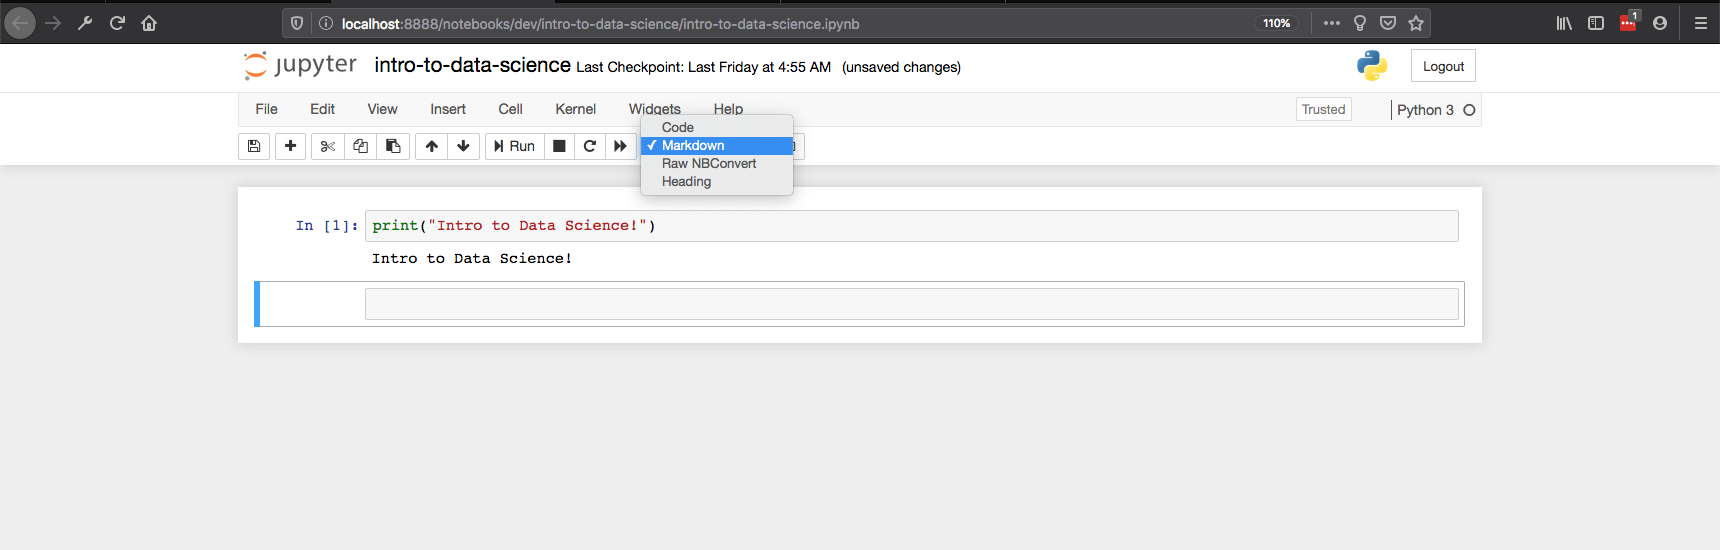 localhost:8888/notebooks/dev/intro-to-data-science/intro-to-data-science.ipynb 110% 1
jupyter intro-to-data-science Last Checkpoint: Last Friday at 4:55 AM (unsaved changes) Logout
File Edit View Insert Cell Kernel Widgets Help Trusted Python 3
Code
Run ✓ Markdown
Raw NBConvert
Heading
In [1]: print("Intro to Data Science!")
Intro to Data Science!